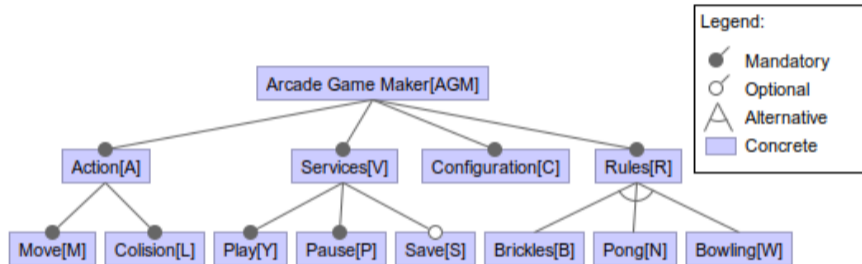 Legend:
Mandatory
Optional
Alternative
Concrete
Arcade Game Maker[AGM]
Action[A]
Services[V]
Configuration[C]
Rules[R]
Move[M]
Colision[L]
Play[Y]
Pause[P]
Save[S]
Brickles[B]
Pong[N]
Bowling[W]